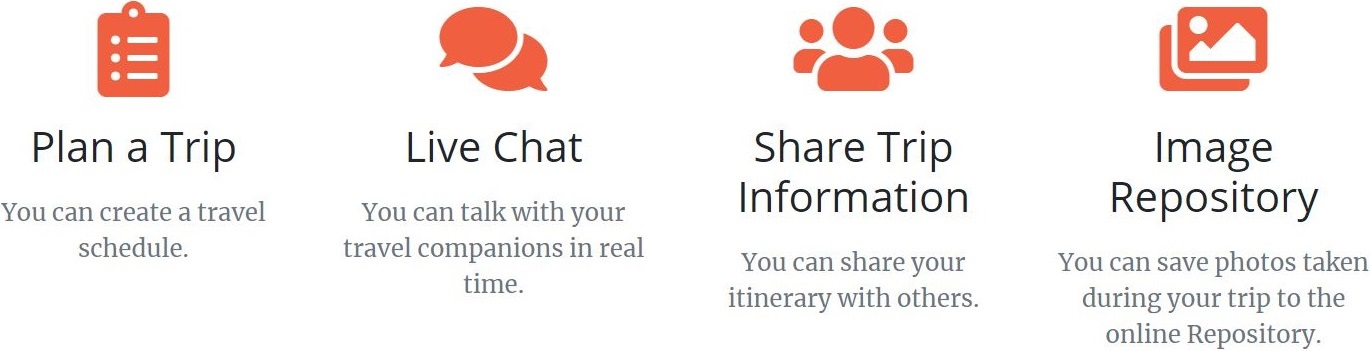 Plan a Trip
You can create a travel
schedule.
Live Chat
You can talk with your
travel companions in real
time.
Share Trip
Information
You can share your
itinerary with others.
Image
Repository
You can save photos taken
during your trip to the
online Repository.